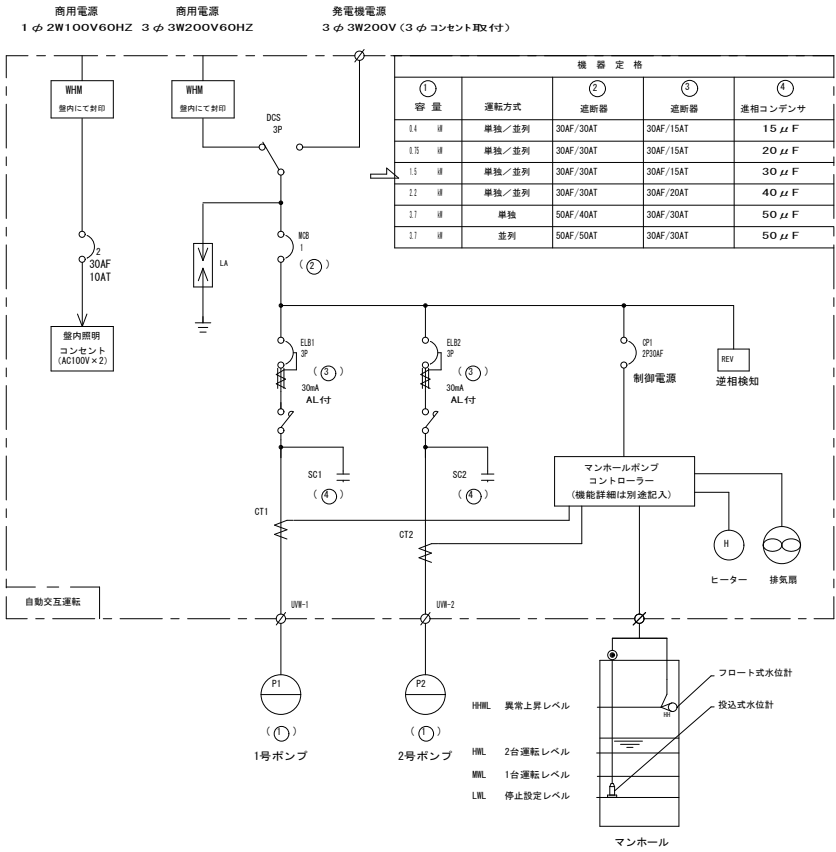 商用電源 商用電源 発電機電源
1φ2W100V60HZ 3φ3W200V60HZ 3φ3W200V(3φコンセント取付)
機器定格
① ② ③ ④
容量 運転方式 遮断器 遮断器 進相コンデンサ
0.4 kW 単独/並列 30AF/30AT 30AF/15AT 15μF
0.75 kW 単独/並列 30AF/30AT 30AF/15AT 20μF
1.5 kW 単独/並列 30AF/30AT 30AF/15AT 30μF
2.2 kW 単独/並列 30AF/30AT 30AF/20AT 40μF
3.7 kW 単独 50AF/40AT 30AF/30AT 50μF
3.7 kW 並列 50AF/50AT 30AF/30AT 50μF
WHM
盤内にて封印
WHM
盤内にて封印
DCS
3P
2
30AF
10AT
LA
MCB
1
(②)
盤内照明
コンセント
(AC100V×2)
ELB1
3P
(③)
30mA
AL付
ELB2
3P
(③)
30mA
AL付
CP1
2P30AF
制御電源
REV
逆相検知
SC1
(④)
SC2
(④)
マンホールポンプ
コントローラー
(機能詳細は別途記入)
CT1
CT2
H
ヒーター
排気扇
自動交互運転
UVW-1
UVW-2
P1
(①)
1号ポンプ
P2
(①)
2号ポンプ
フロート式水位計
投込式水位計
HH
HHWL 異常上昇レベル
HWL 2台運転レベル
MWL 1台運転レベル
LWL 停止設定レベル
マンホール